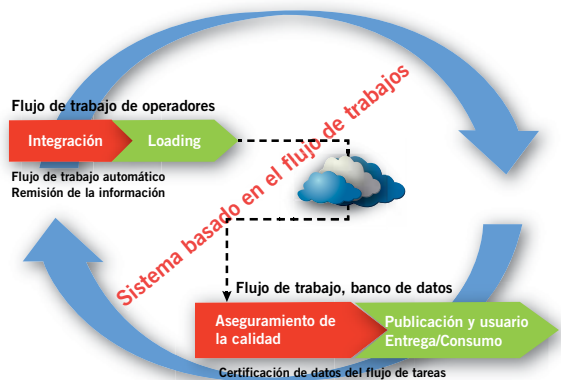 Flujo de trabajo de operadores
Integración
Loading
Flujo de trabajo automático
Remisión de la información
Sistema basado en el flujo de trabajos
Flujo de trabajo, banco de datos
Aseguramiento de
la calidad
Publicación y usuario
Entrega/Consumo
Certificación de datos del flujo de tareas